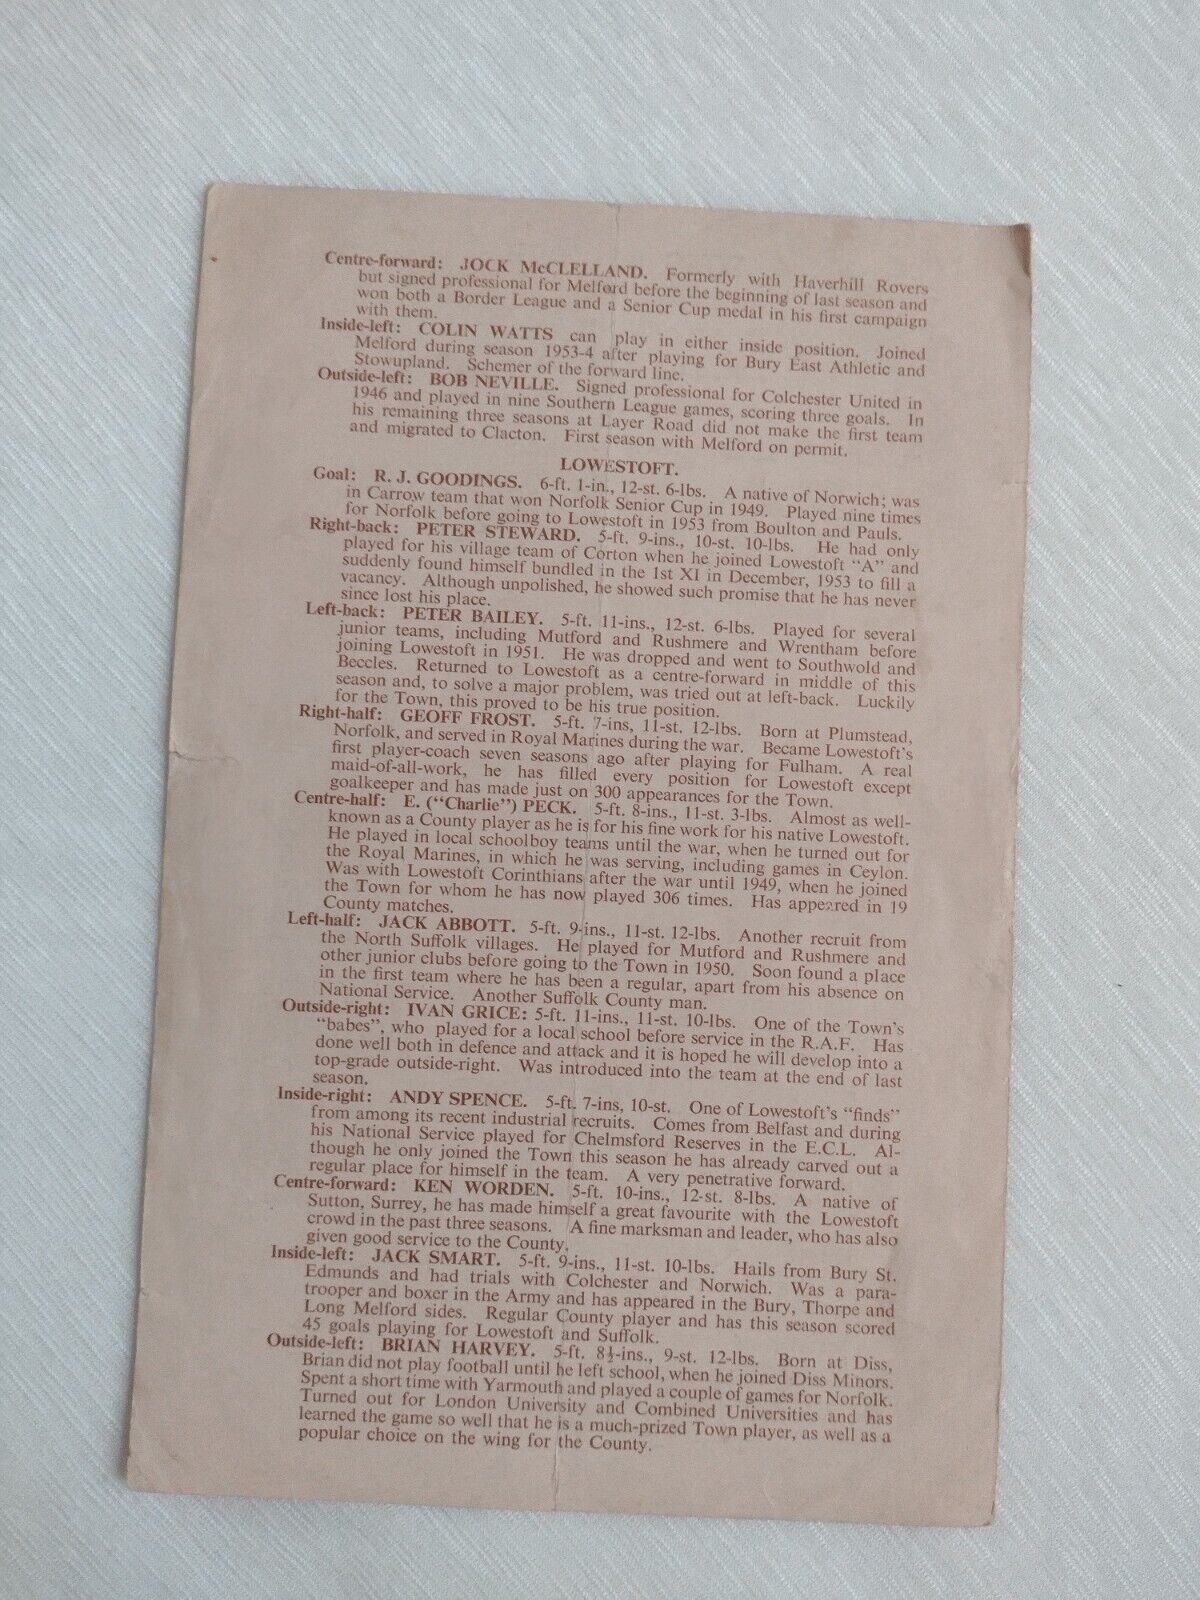 Centre-forward: JOCK McCLELLAND. Formerly with Haverhill Rovers
but signed professional for Melford before the beginning of last season and
won both a Border League and a Senior Cup medal in his first campaign
with them.
Inside-left: COLIN WATTS can play in either inside position. Joined
Melford during season 1953-4 after playing for Bury East Athletic and
Stowupland. Schemer of the forward line.
Outside-left: BOB NEVILLE. Signed professional for Colchester United in
1946 and played in nine Southern League games, scoring three goals. In
his remaining three seasons at Layer Road did not make the first team
and migrated to Clacton. First season with Melford on permit.
LOWESTOFT.
Goal: R. J. GOODINGS. 6-ft. 1-in., 12-st. 6-lbs. A native of Norwich; was
in Carrow team that won Norfolk Senior Cup in 1949. Played nine times
for Norfolk before going to Lowestoft in 1953 from Boulton and Pauls.
Right-back: PETER STEWARD. 5-ft. 9-ins., 10-st. 10-lbs. He had only
played for his village team of Corton when he joined Lowestoft "A" and
suddenly found himself bundled in the 1st XI in December, 1953 to fill a
vacancy. Although unpolished, he showed such promise that he has never
since lost his place.
Left-back: PETER BAILEY. 5-ft. 11-ins., 12-st. 6-lbs. Played for several
junior teams, including Mutford and Rushmere and Wrentham before
joining Lowestoft in 1951. He was dropped and went to Southwold and
Beccles. Returned to Lowestoft as a centre-forward in middle of this
season and, to solve a major problem, was tried out at left-back. Luckily
for the Town, this proved to be his true position.
Right-half: GEOFF FROST. 5-ft. 7-ins, 11-st. 12-lbs. Born at Plumstead,
Norfolk, and served in Royal Marines during the war. Became Lowestoft's
first player-coach seven seasons ago after playing for Fulham. A real
maid-of-all-work, he has filled every position for Lowestoft except
goalkeeper and has made just on 300 appearances for the Town.
Centre-half: E. ("Charlie") PECK. 5-ft. 8-ins., 11-st. 3-lbs. Almost as well-
known as a County player as he is for his fine work for his native Lowestoft.
He played in local schoolboy teams until the war, when he turned out for
the Royal Marines, in which he was serving, including games in Ceylon.
Was with Lowestoft Corinthians after the war until 1949, when he joined
the Town for whom he has now played 306 times. Has appeared in 19
County matches.
Left-half: JACK ABBOTT. 5-ft. 9-ins., 11-st. 12-lbs. Another recruit from
the North Suffolk villages. He played for Mutford and Rushmere and
other junior clubs before going to the Town in 1950. Soon found a place
in the first team where he has been a regular, apart from his absence on
National Service. Another Suffolk County man.
Outside-right: IVAN GRICE: 5-ft. 11-ins., 11-st. 10-lbs. One of the Town's
"babes", who played for a local school before service in the R.A.F. Has
done well both in defence and attack and it is hoped he will develop into a
top-grade outside-right. Was introduced into the team at the end of last
season.
Inside-right: ANDY SPENCE. 5-ft. 7-ins, 10-st. One of Lowestoft's "finds"
from among its recent industrial recruits. Comes from Belfast and during
his National Service played for Chelmsford Reserves in the E.C.L. Al-
though he only joined the Town this season he has already carved out a
regular place for himself in the team. A very penetrative forward.
Centre-forward: KEN WORDEN. 5-ft. 10-ins., 12-st. 8-lbs. A native of
Sutton, Surrey, he has made himself a great favourite with the Lowestoft
crowd in the past three seasons. A fine marksman and leader, who has also
given good service to the County.
Inside-left: JACK SMART. 5-ft. 9-ins., 11-st. 10-lbs. Hails from Bury St.
Edmunds and had trials with Colchester and Norwich. Was a para-
trooper and boxer in the Army and has appeared in the Bury, Thorpe and
Long Melford sides. Regular County player and has this season scored
45 goals playing for Lowestoft and Suffolk.
Outside-left: BRIAN HARVEY. 5-ft. 8½-ins., 9-st. 12-lbs. Born at Diss,
Brian did not play football until he left school, when he joined Diss Minors.
Spent a short time with Yarmouth and played a couple of games for Norfolk.
Turned out for London University and Combined Universities and has
learned the game so well that he is a much-prized Town player, as well as a
popular choice on the wing for the County.